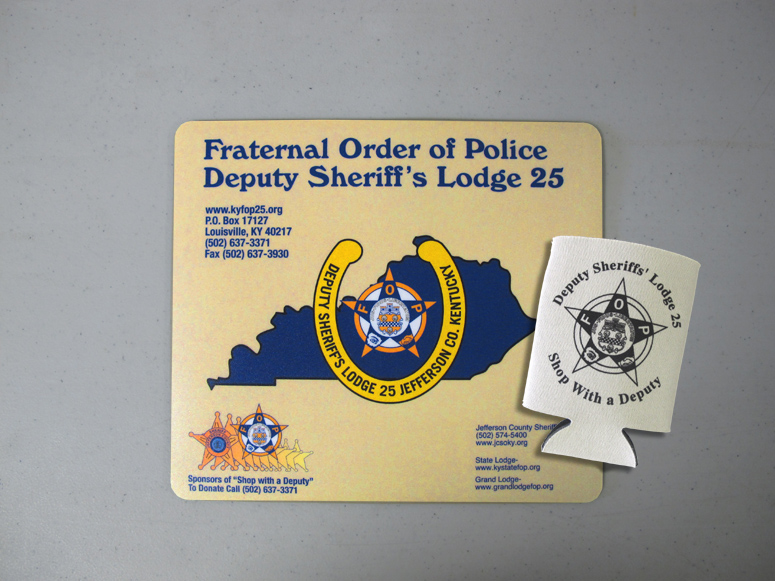 Fraternal Order of Police
Deputy Sheriff's Lodge 25
www.kyfop25.org
P.O. Box 17127
Louisville, KY 40217
(502) 637-3371
Fax (502) 637-3930
DEPUTY SHERIFF'S LODGE 25 JEFFERSON CO. KENTUCKY
F O P
Sponsors of "Shop with a Deputy"
To Donate Call (502) 637-3371
Jefferson County Sheriff
(502) 574-5400
www.jcsoky.org
State Lodge-
www.kystatefop.org
Grand Lodge-
www.grandlodgefop.org
Deputy Sheriffs' Lodge 25
F O P
Shop With a Deputy